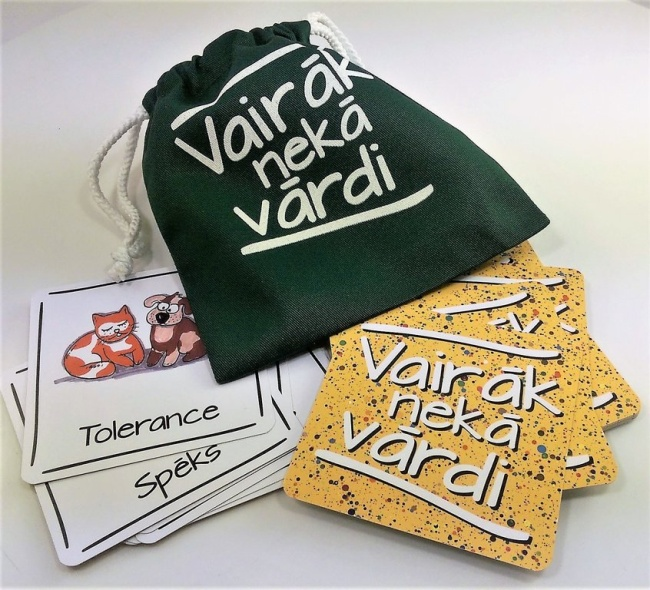 Vairāk
nekā
vārdi
Tolerance
Spēks
Vairāk
nekā
vārdi